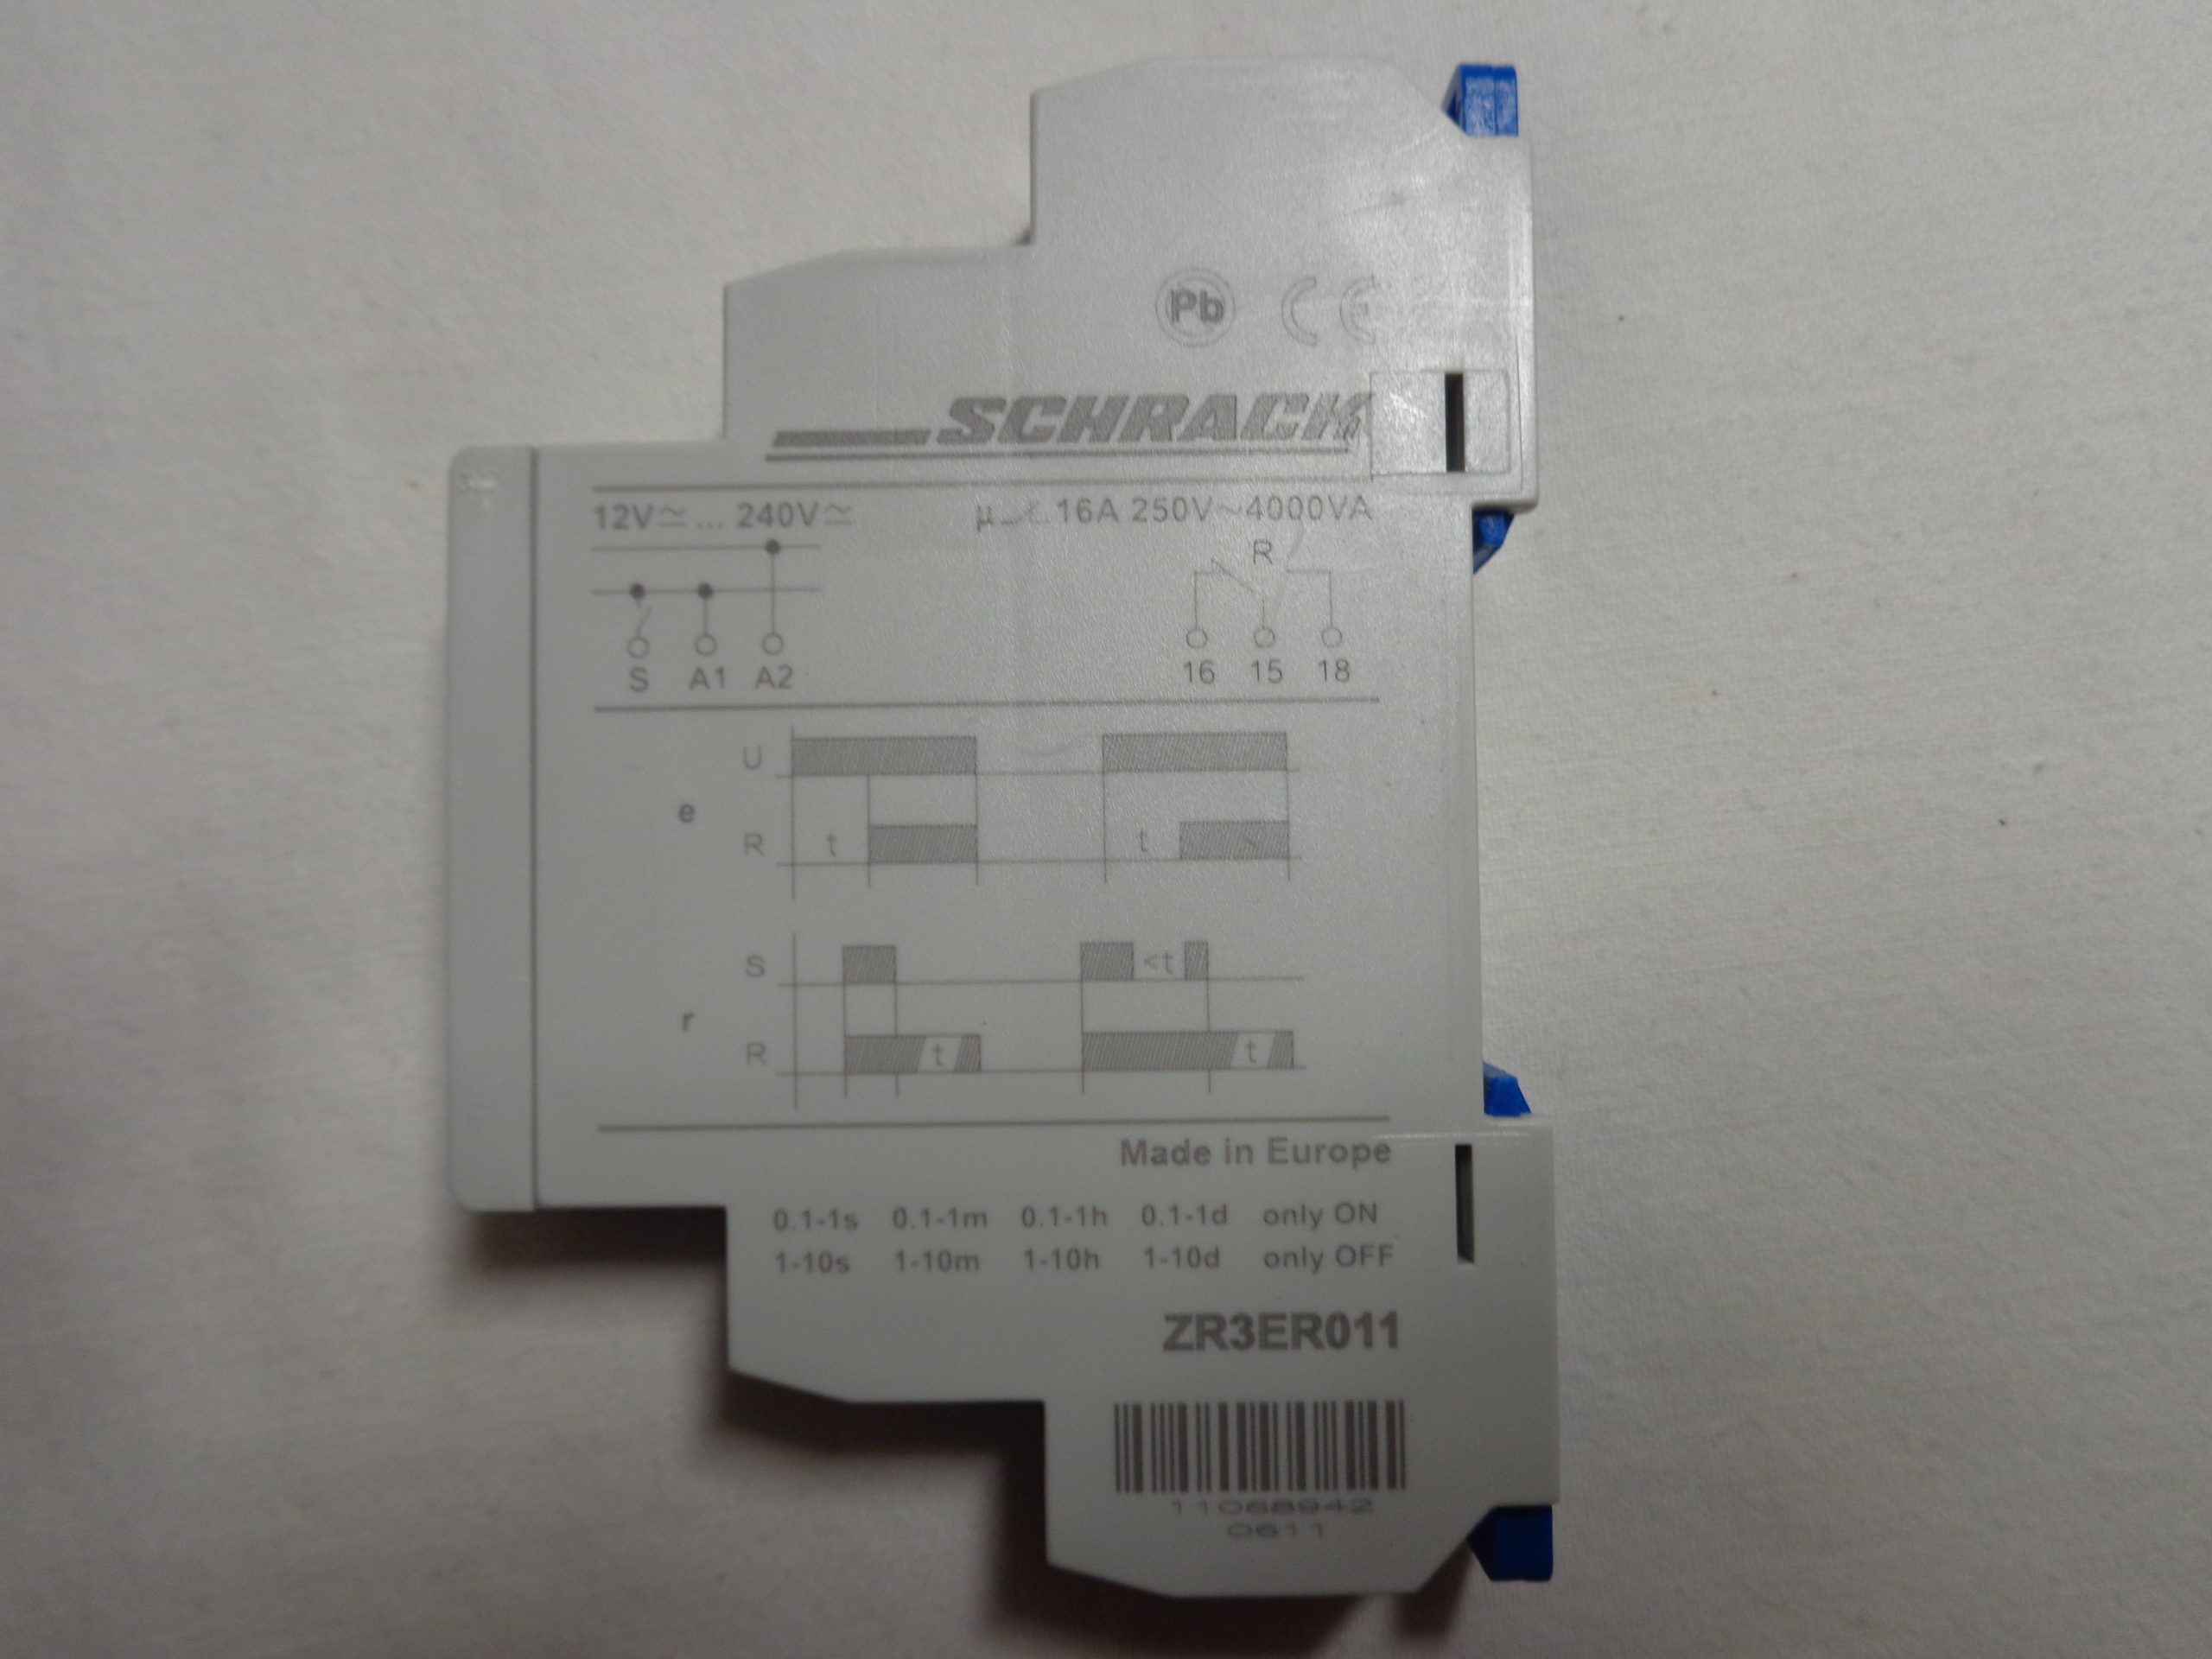 Pb CE
SCHRACK
12V≃ ... 240V≃ µ 16A 250V~4000VA
R
S A1 A2 16 15 18
U
e
R t t
S <t
r
R t t
Made in Europe
0.1-1s 0.1-1m 0.1-1h 0.1-1d only ON
1-10s 1-10m 1-10h 1-10d only OFF
ZR3ER011
11068942
0611